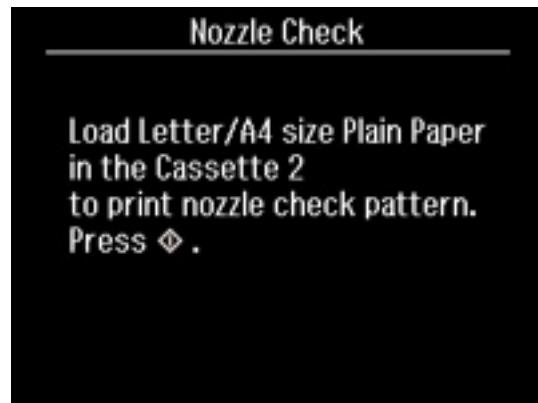 Nozzle Check
Load Letter/A4 size Plain Paper
in the Cassette 2
to print nozzle check pattern.
Press ⟐ .